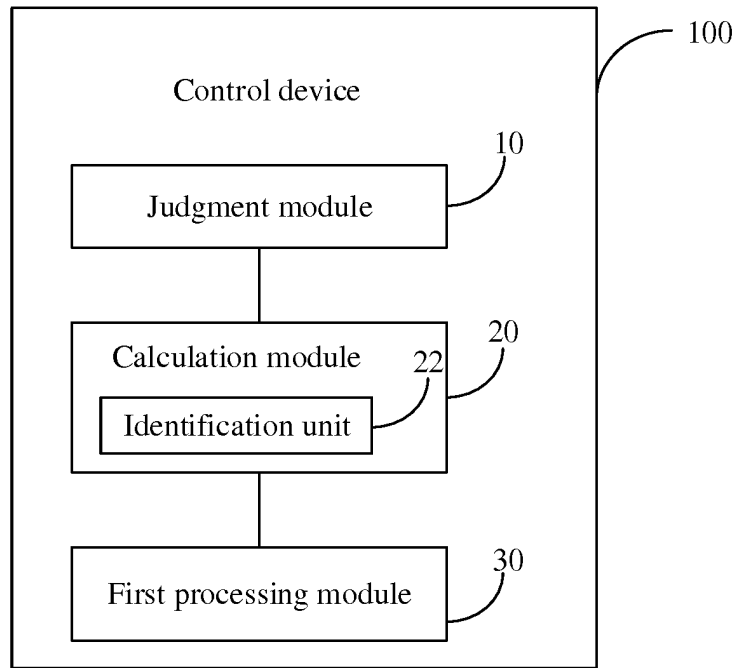 100
Control device
10
Judgment module
20
Calculation module
22
Identification unit
30
First processing module